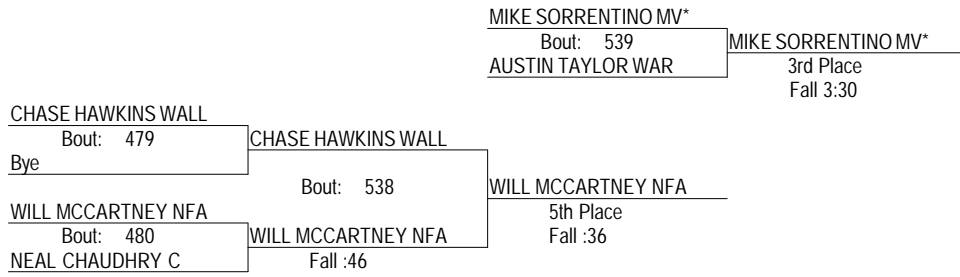 MIKE SORRENTINO MV*
Bout: 539
MIKE SORRENTINO MV*
AUSTIN TAYLOR WAR
3rd Place
Fall 3:30
CHASE HAWKINS WALL
Bout: 479
CHASE HAWKINS WALL
Bye
Bout: 538
WILL MCCARTNEY NFA
WILL MCCARTNEY NFA
5th Place
Bout: 480
WILL MCCARTNEY NFA
Fall :36
NEAL CHAUDHRY C
Fall :46